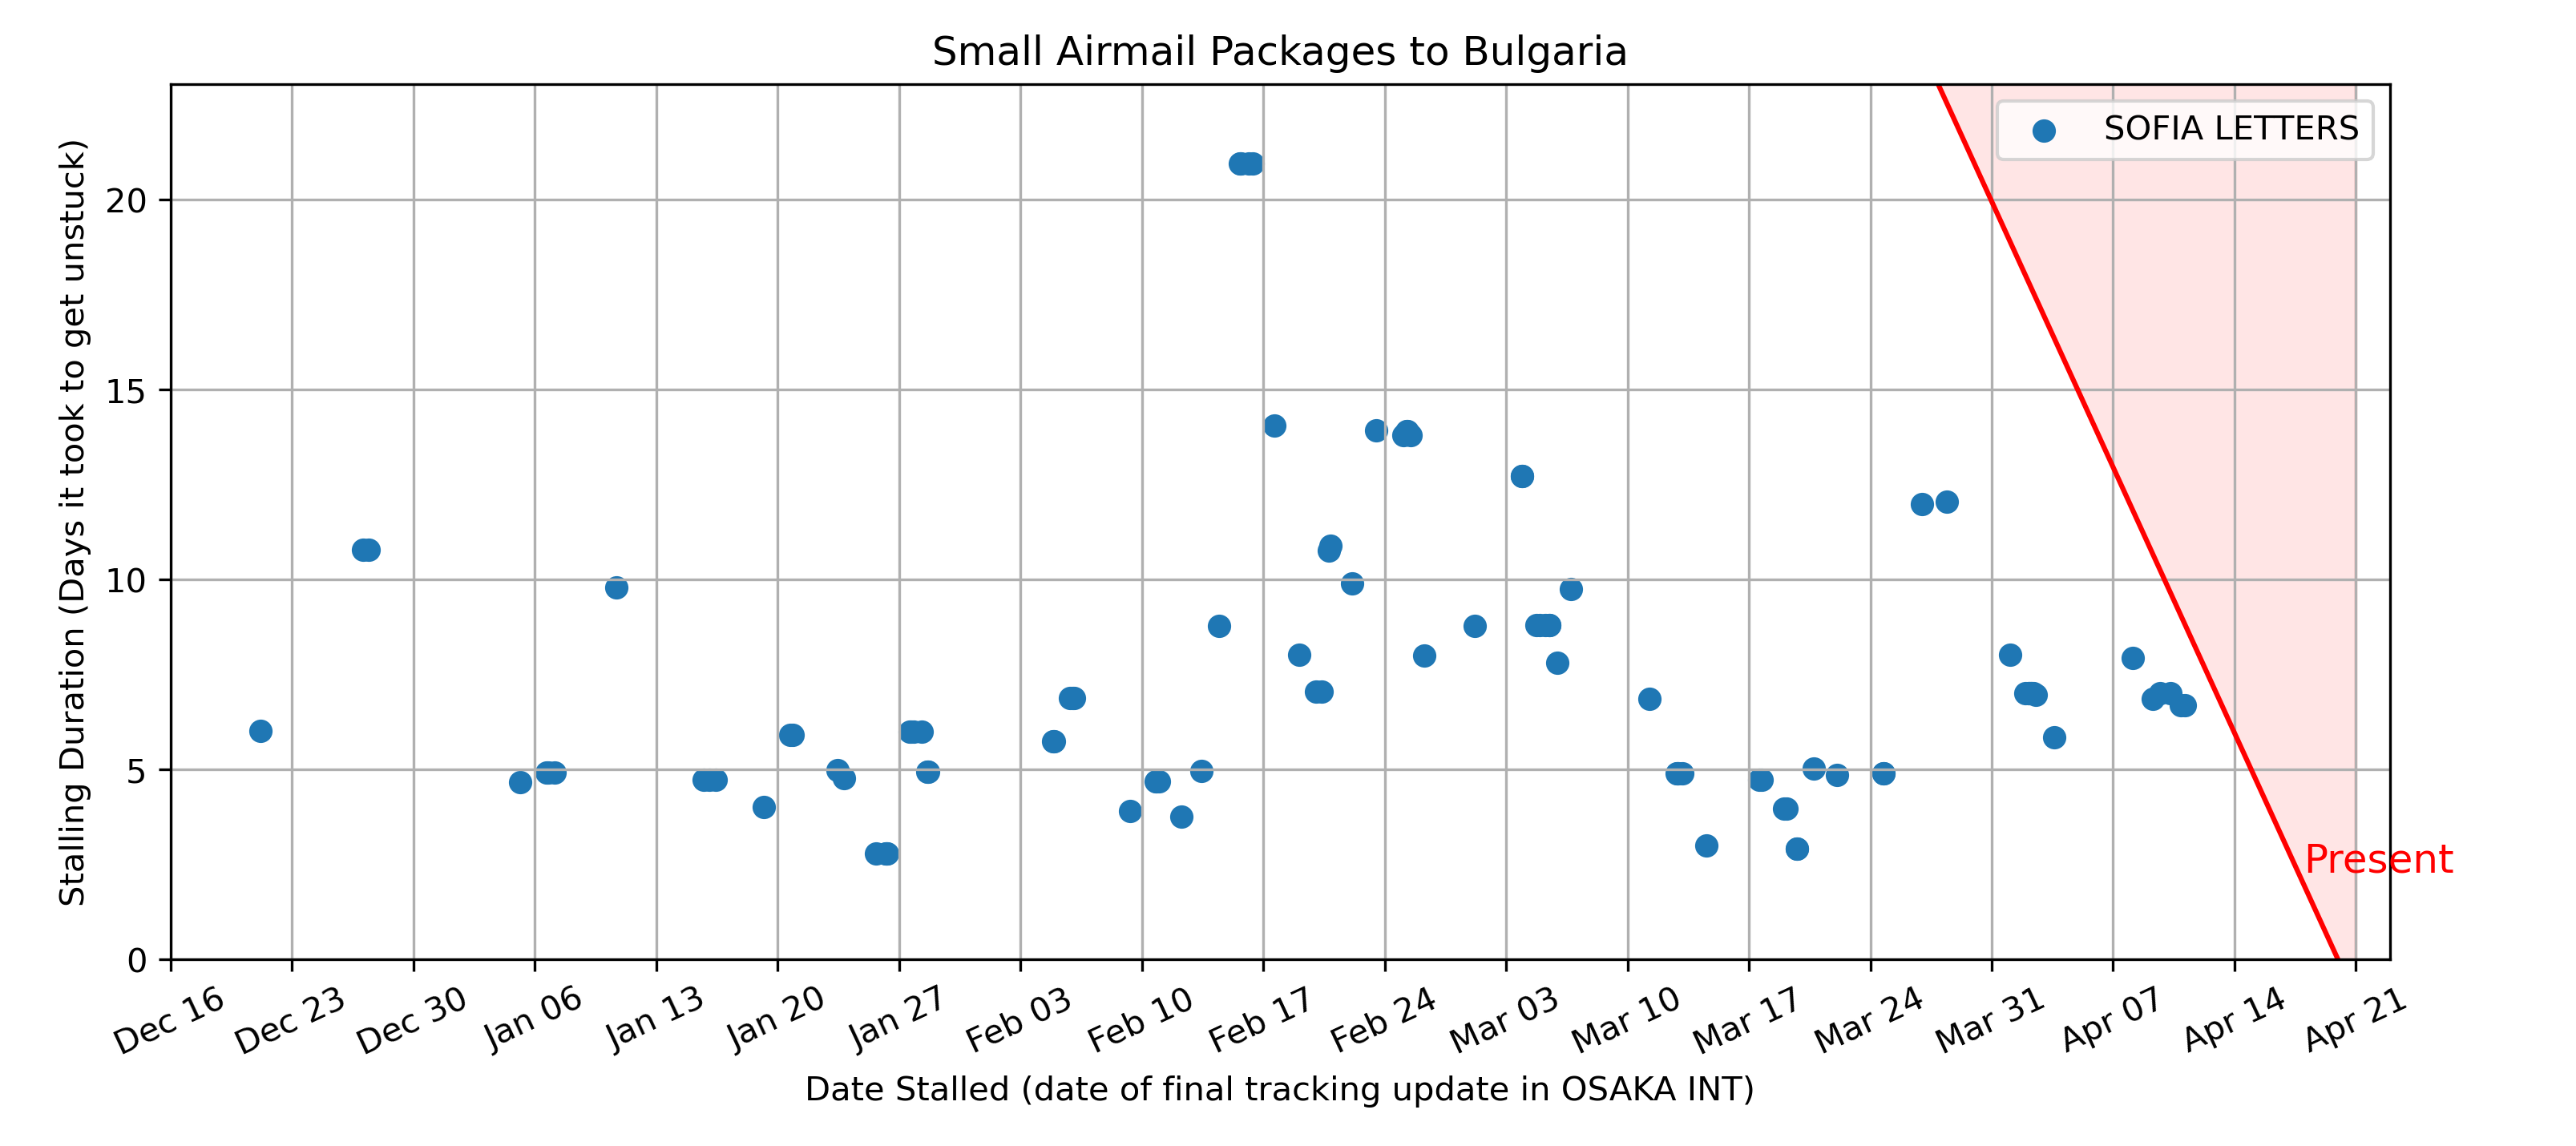 Small Airmail Packages to Bulgaria
SOFIA LETTERS
Stalling Duration (Days it took to get unstuck)
20
15
10
5
0
Present
Dec 16
Dec 23
Dec 30
Jan 06
Jan 13
Jan 20
Jan 27
Feb 03
Feb 10
Feb 17
Feb 24
Mar 03
Mar 10
Mar 17
Mar 24
Mar 31
Apr 07
Apr 14
Apr 21
Date Stalled (date of final tracking update in OSAKA INT)